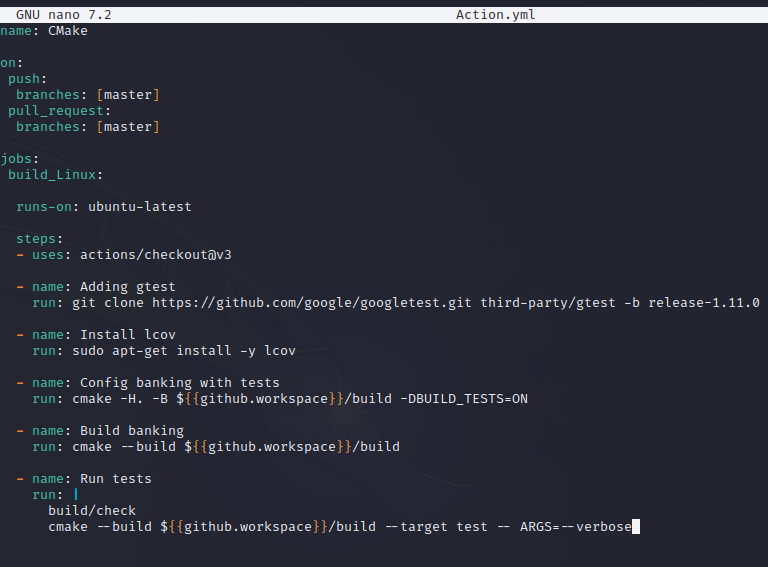 GNU nano 7.2 Action.yml
name: CMake
on:
push:
branches: [master]
pull_request:
branches: [master]
jobs:
build_Linux:
runs-on: ubuntu-latest
steps:
- uses: actions/checkout@v3
- name: Adding gtest
run: git clone https://github.com/google/googletest.git third-party/gtest -b release-1.11.0
- name: Install lcov
run: sudo apt-get install -y lcov
- name: Config banking with tests
run: cmake -H. -B ${{github.workspace}}/build -DBUILD_TESTS=ON
- name: Build banking
run: cmake --build ${{github.workspace}}/build
- name: Run tests
run: |
build/check
cmake --build ${{github.workspace}}/build --target test -- ARGS=--verbose